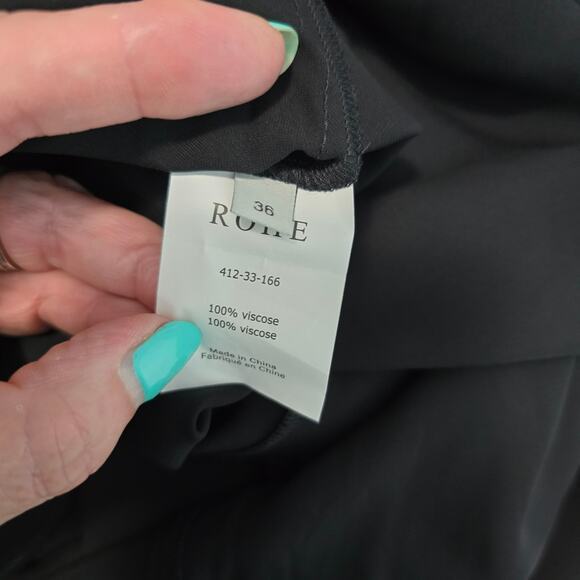 36
ROHE
412-33-166
100% viscose
100% viscose
Made in China
Fabriqué en Chine